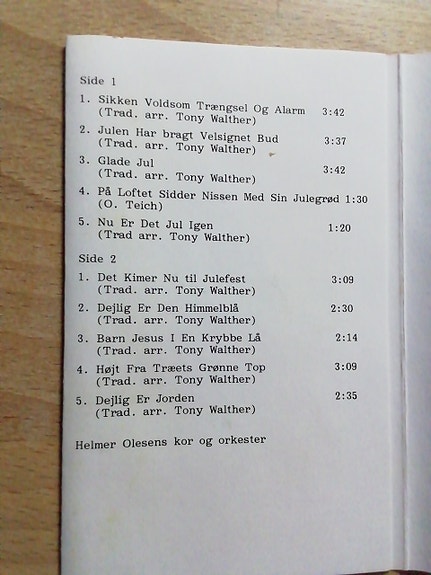 Side 1
1. Sikken Voldsom Trængsel Og Alarm 3:42
(Trad. arr. Tony Walther)
2. Julen Har bragt Velsignet Bud 3:37
(Trad. arr. Tony Walther)
3. Glade Jul 3:42
(Trad. arr. Tony Walther)
4. På Loftet Sidder Nissen Med Sin Julegrød 1:30
(O. Teich)
5. Nu Er Det Jul Igen 1:20
(Trad arr. Tony Walther)
Side 2
1. Det Kimer Nu til Julefest 3:09
(Trad. arr. Tony Walther)
2. Dejlig Er Den Himmelblå 2:30
(Trad. arr. Tony Walther)
3. Barn Jesus I En Krybbe Lå 2:14
(Trad. arr. Tony Walther)
4. Højt Fra Træets Grønne Top 3:09
(Trad. arr. Tony Walther)
5. Dejlig Er Jorden 2:35
(Trad. arr. Tony Walther)
Helmer Olesens kor og orkester